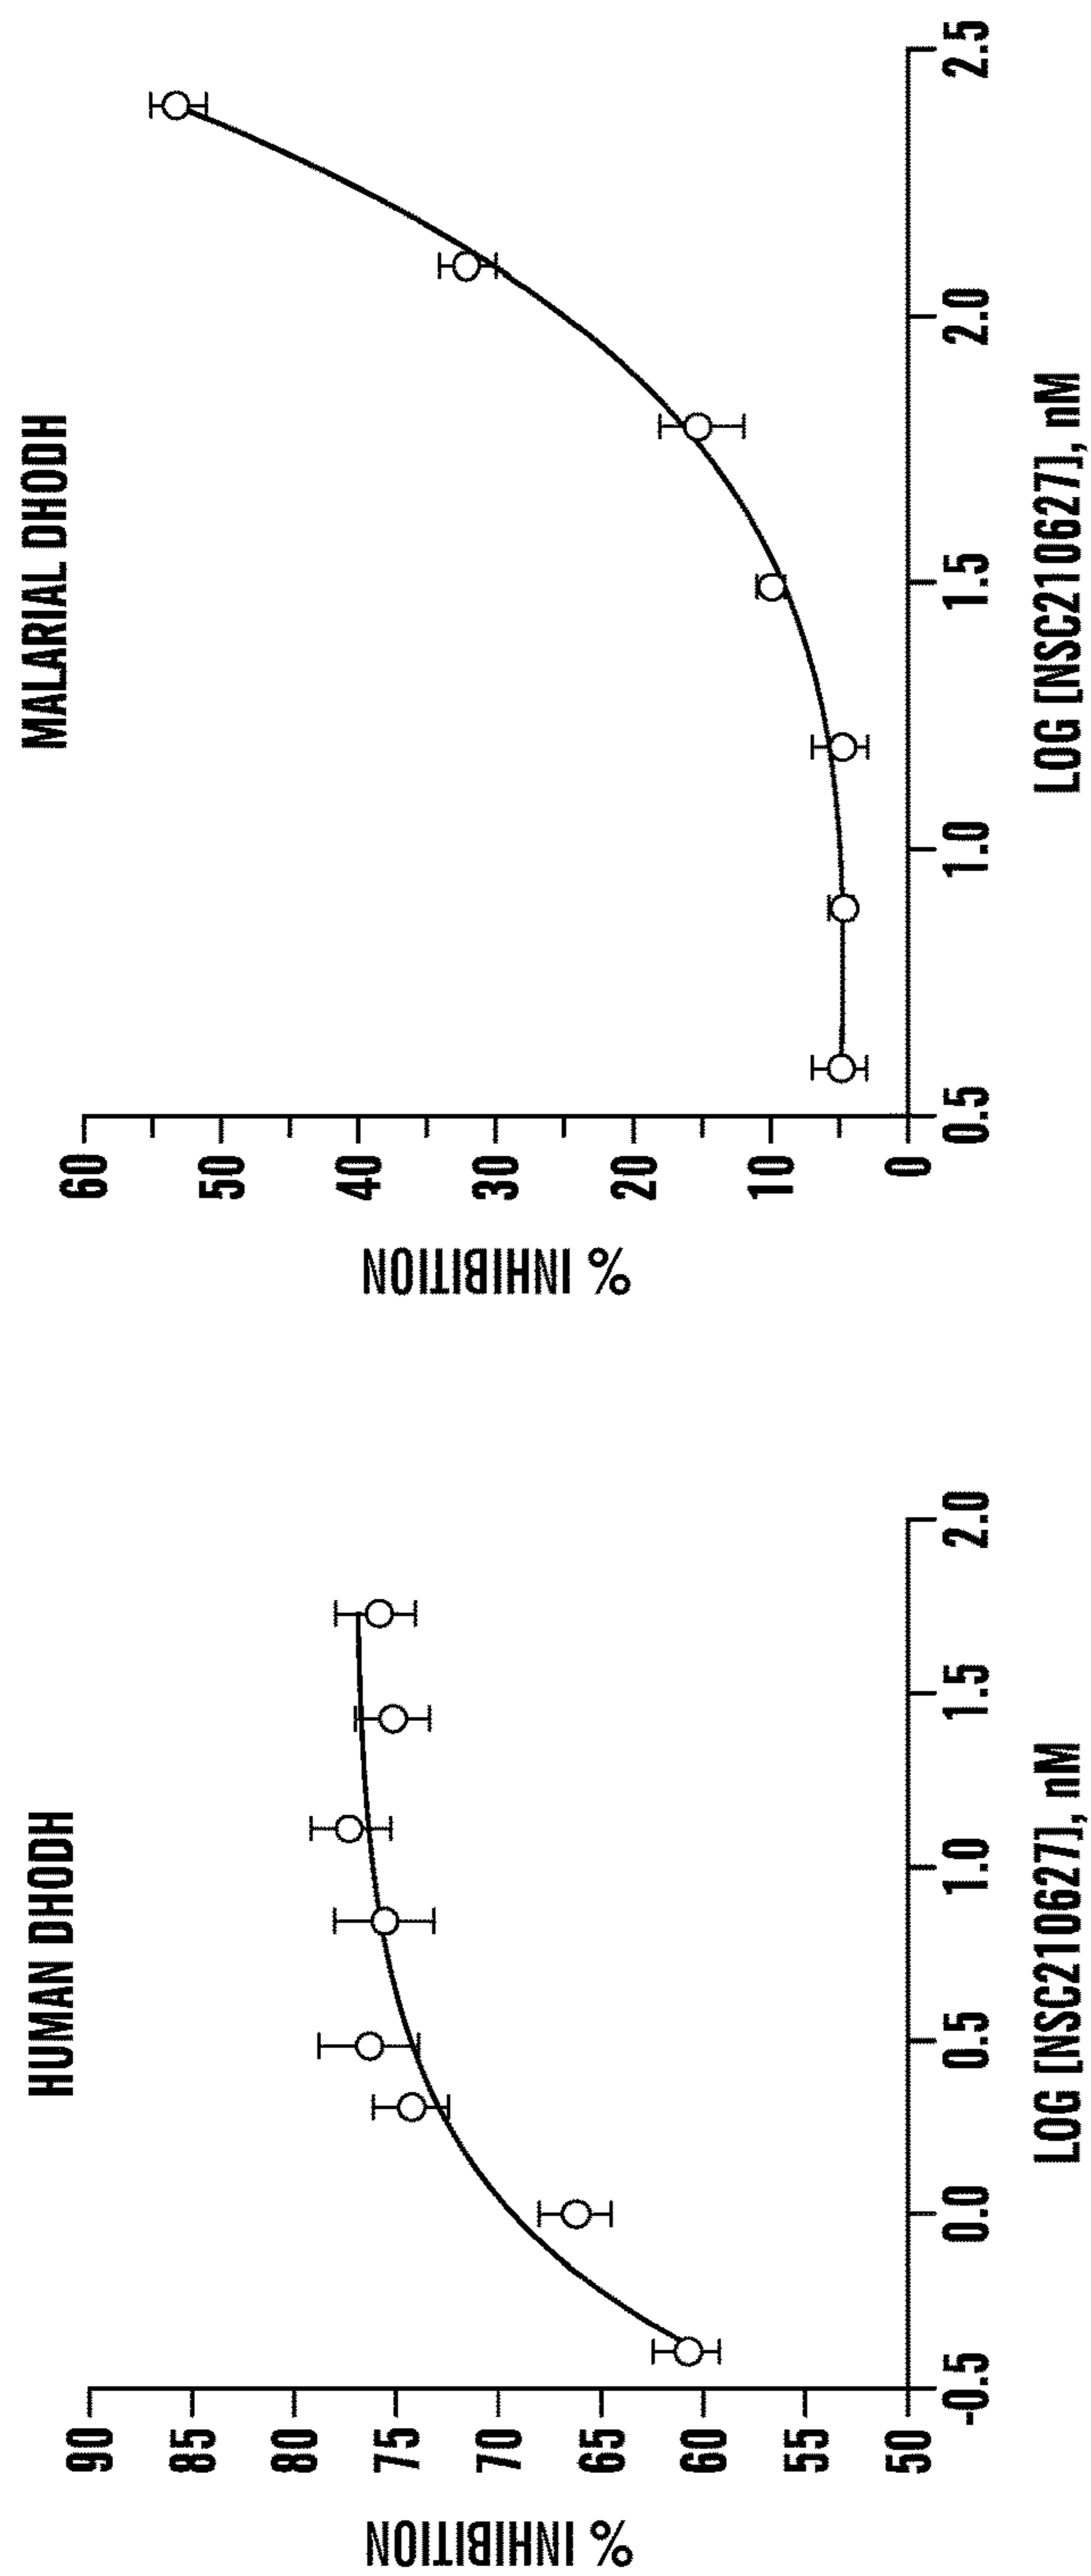 HUMAN DHODH
% INHIBITION
90
85
80
75
70
65
60
55
50
-0.5 0.0 0.5 1.0 1.5 2.0
LOG [NSC210627], nM
MALARIAL DHODH
% INHIBITION
60
50
40
30
20
10
0
0.5 1.0 1.5 2.0 2.5
LOG [NSC210627], nM